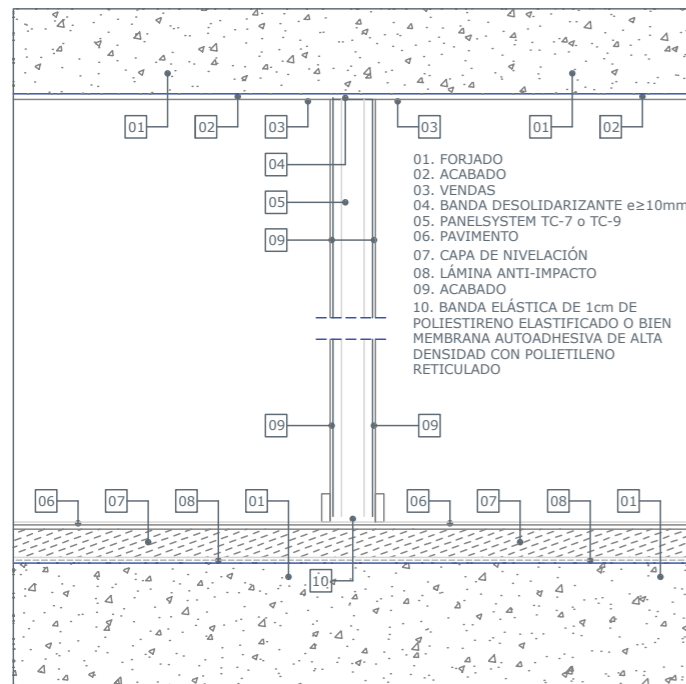 01
02
03
03
01
02
04
05
09
01. FORJADO
02. ACABADO
03. VENDAS
04. BANDA DESOLIDARIZANTE e≥10mm
05. PANELSYSTEM TC-7 o TC-9
06. PAVIMENTO
07. CAPA DE NIVELACIÓN
08. LÁMINA ANTI-IMPACTO
09. ACABADO
10. BANDA ELÁSTICA DE 1cm DE
POLIESTIRENO ELASTIFICADO O BIEN
MEMBRANA AUTOADHESIVA DE ALTA
DENSIDAD CON POLIETILENO
RETICULADO
09
09
06
07
08
01
06
07
08
01
10